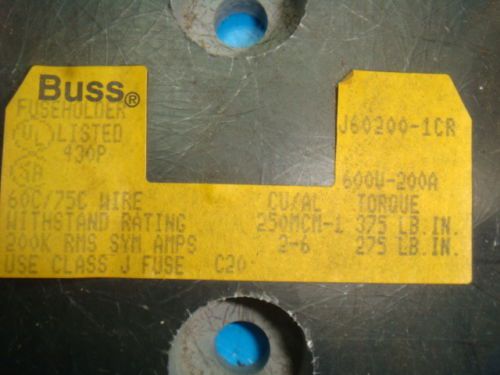 Buss®
FUSEHOLDER
UL LISTED
430P
J60200-1CR
600V-200A
60C/75C WIRE CU/AL TORQUE
WITHSTAND RATING 250MCM-1 375 LB.IN.
200K RMS SYM AMPS 2-6 275 LB.IN.
USE CLASS J FUSE C20